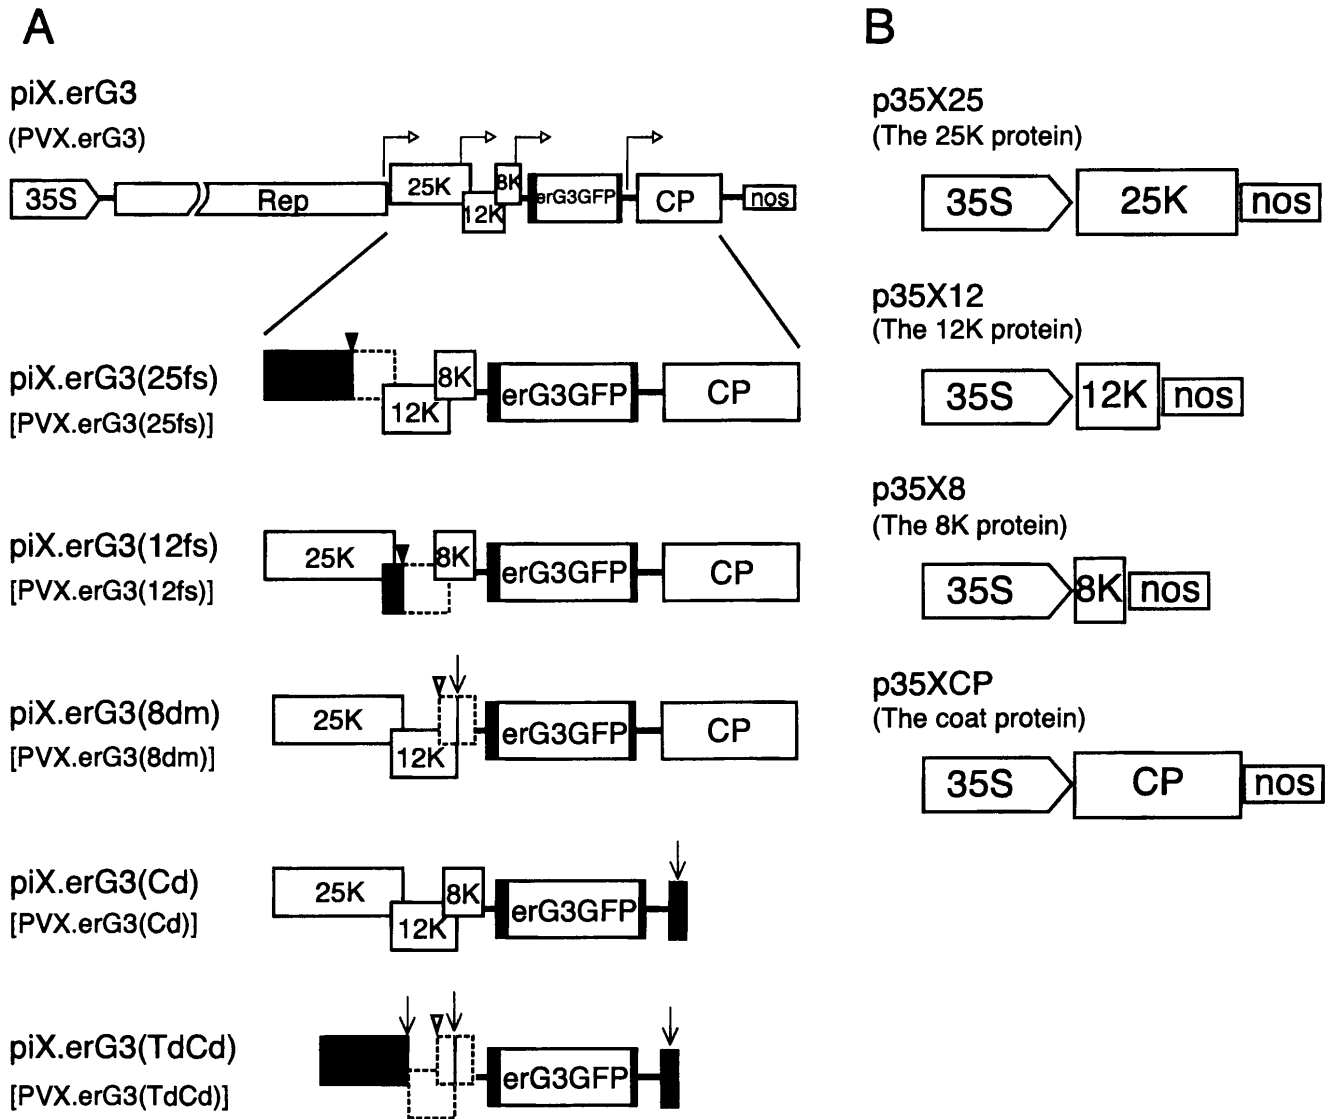 A
piX.erG3
(PVX.erG3)
35S Rep 25K 12K 8K erG3GFP CP nos
piX.erG3(25fs)
[PVX.erG3(25fs)]
12K 8K erG3GFP CP
piX.erG3(12fs)
[PVX.erG3(12fs)]
25K 8K erG3GFP CP
piX.erG3(8dm)
[PVX.erG3(8dm)]
25K 12K erG3GFP CP
piX.erG3(Cd)
[PVX.erG3(Cd)]
25K 12K 8K erG3GFP
piX.erG3(TdCd)
[PVX.erG3(TdCd)]
erG3GFP
B
p35X25
(The 25K protein)
35S 25K nos
p35X12
(The 12K protein)
35S 12K nos
p35X8
(The 8K protein)
35S 8K nos
p35XCP
(The coat protein)
35S CP nos